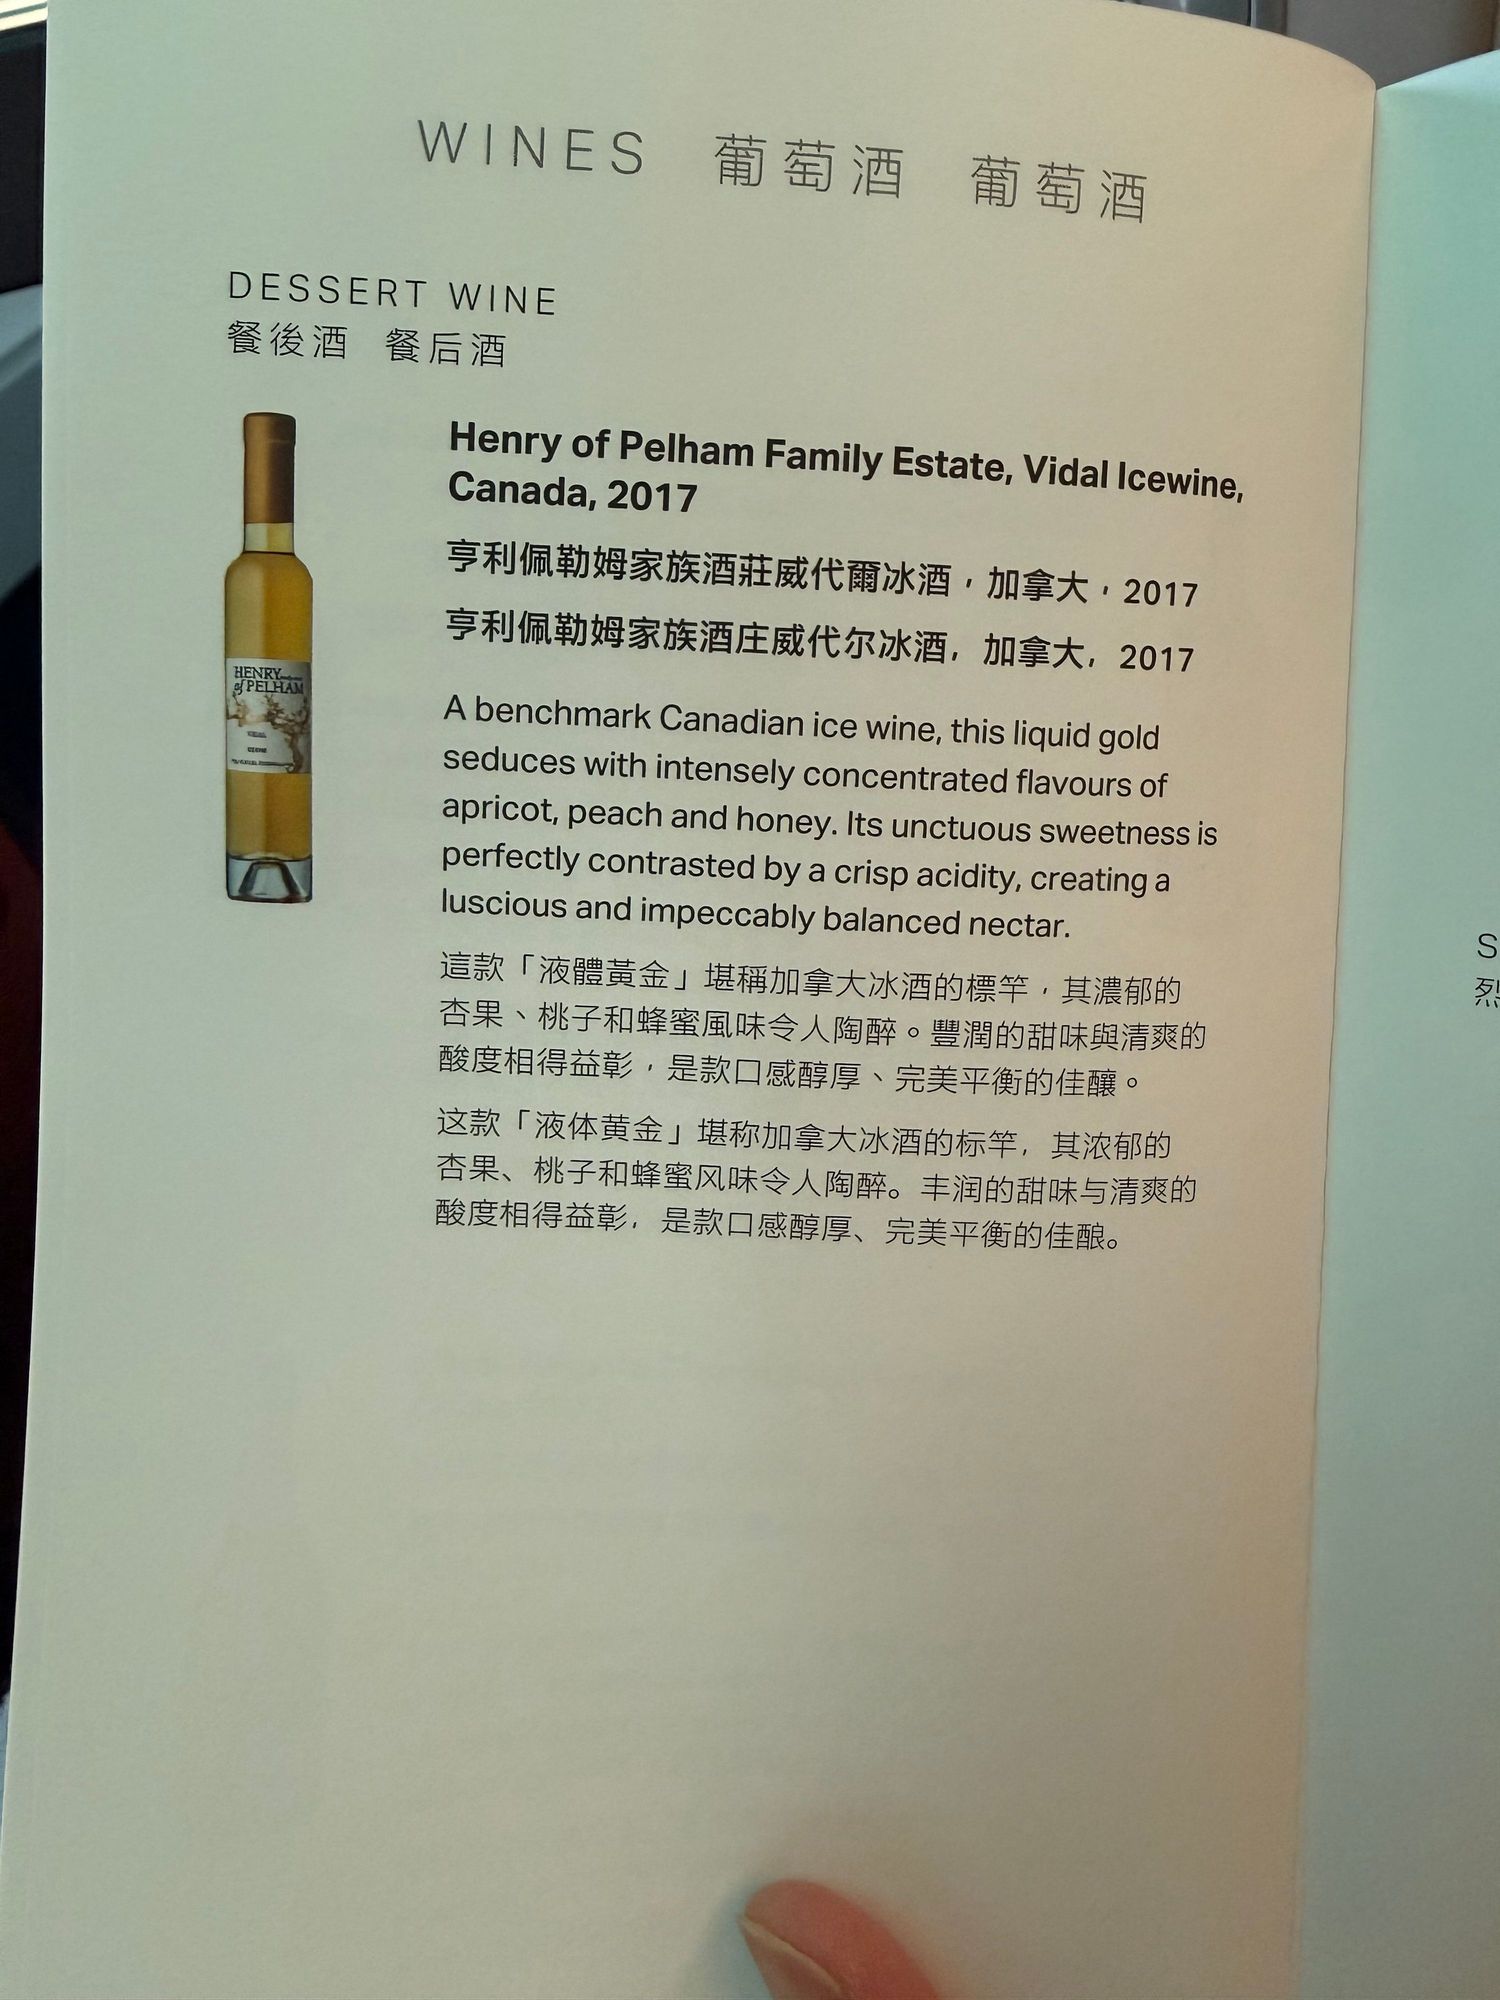 WINES 葡萄酒 葡萄酒
DESSERT WINE
餐後酒 餐后酒
Henry of Pelham Family Estate, Vidal Icewine,
Canada, 2017
亨利佩勒姆家族酒莊威代爾冰酒，加拿大，2017
亨利佩勒姆家族酒庄威代尔冰酒，加拿大，2017
HENRY
of PELHAM
A benchmark Canadian ice wine, this liquid gold
seduces with intensely concentrated flavours of
apricot, peach and honey. Its unctuous sweetness is
perfectly contrasted by a crisp acidity, creating a
luscious and impeccably balanced nectar.
這款「液體黃金」堪稱加拿大冰酒的標竿，其濃郁的
杏果、桃子和蜂蜜風味令人陶醉。豐潤的甜味與清爽的
酸度相得益彰，是款口感醇厚、完美平衡的佳釀。
这款「液体黄金」堪称加拿大冰酒的标竿，其浓郁的
杏果、桃子和蜂蜜风味令人陶醉。丰润的甜味与清爽的
酸度相得益彰，是款口感醇厚、完美平衡的佳酿。
S
烈